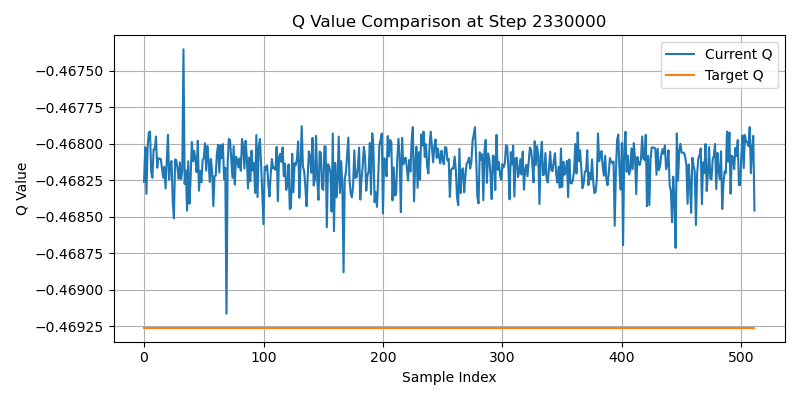 Q Value Comparison at Step 2330000
Current Q
Target Q
Q Value
−0.46750
−0.46775
−0.46800
−0.46825
−0.46850
−0.46875
−0.46900
−0.46925
0 100 200 300 400 500
Sample Index